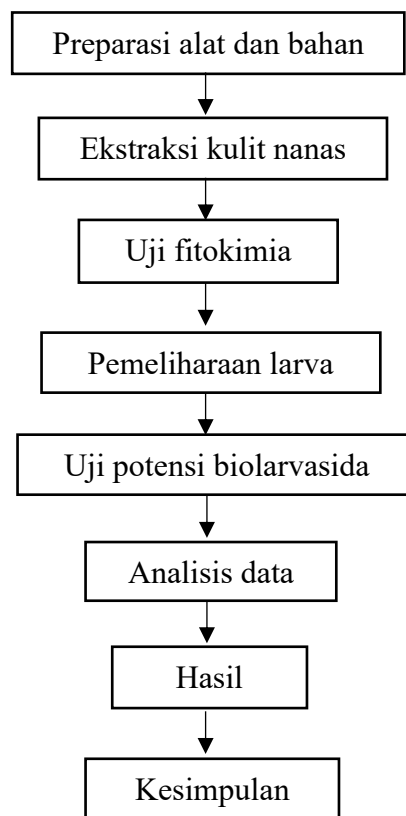 Preparasi alat dan bahan
Ekstraksi kulit nanas
Uji fitokimia
Pemeliharaan larva
Uji potensi biolarvasida
Analisis data
Hasil
Kesimpulan